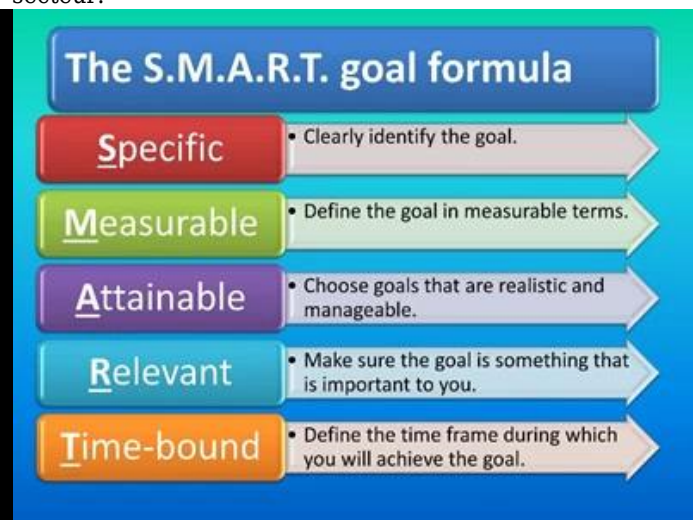 The S.M.A.R.T. goal formula
Specific
• Clearly identify the goal.
Measurable
• Define the goal in measurable terms.
Attainable
• Choose goals that are realistic and
manageable.
Relevant
• Make sure the goal is something that
is important to you.
Time-bound
• Define the time frame during which
you will achieve the goal.